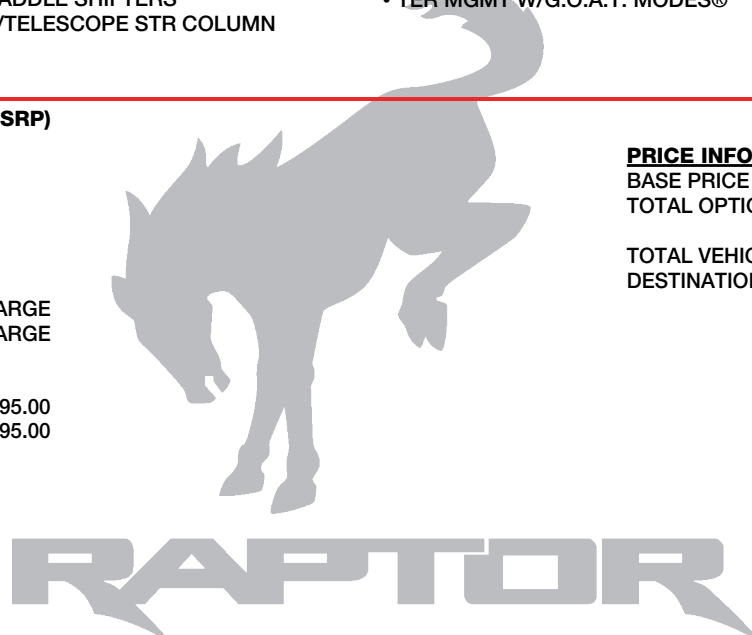 ADDLE SHIFTERS
/TELESCOPE STR COLUMN
• TER MGMT W/G.O.A.T. MODES®
SRP)
ARGE
ARGE
95.00
95.00
PRICE INFO
BASE PRICE
TOTAL OPTIO
TOTAL VEHIC
DESTINATION
RAPTOR